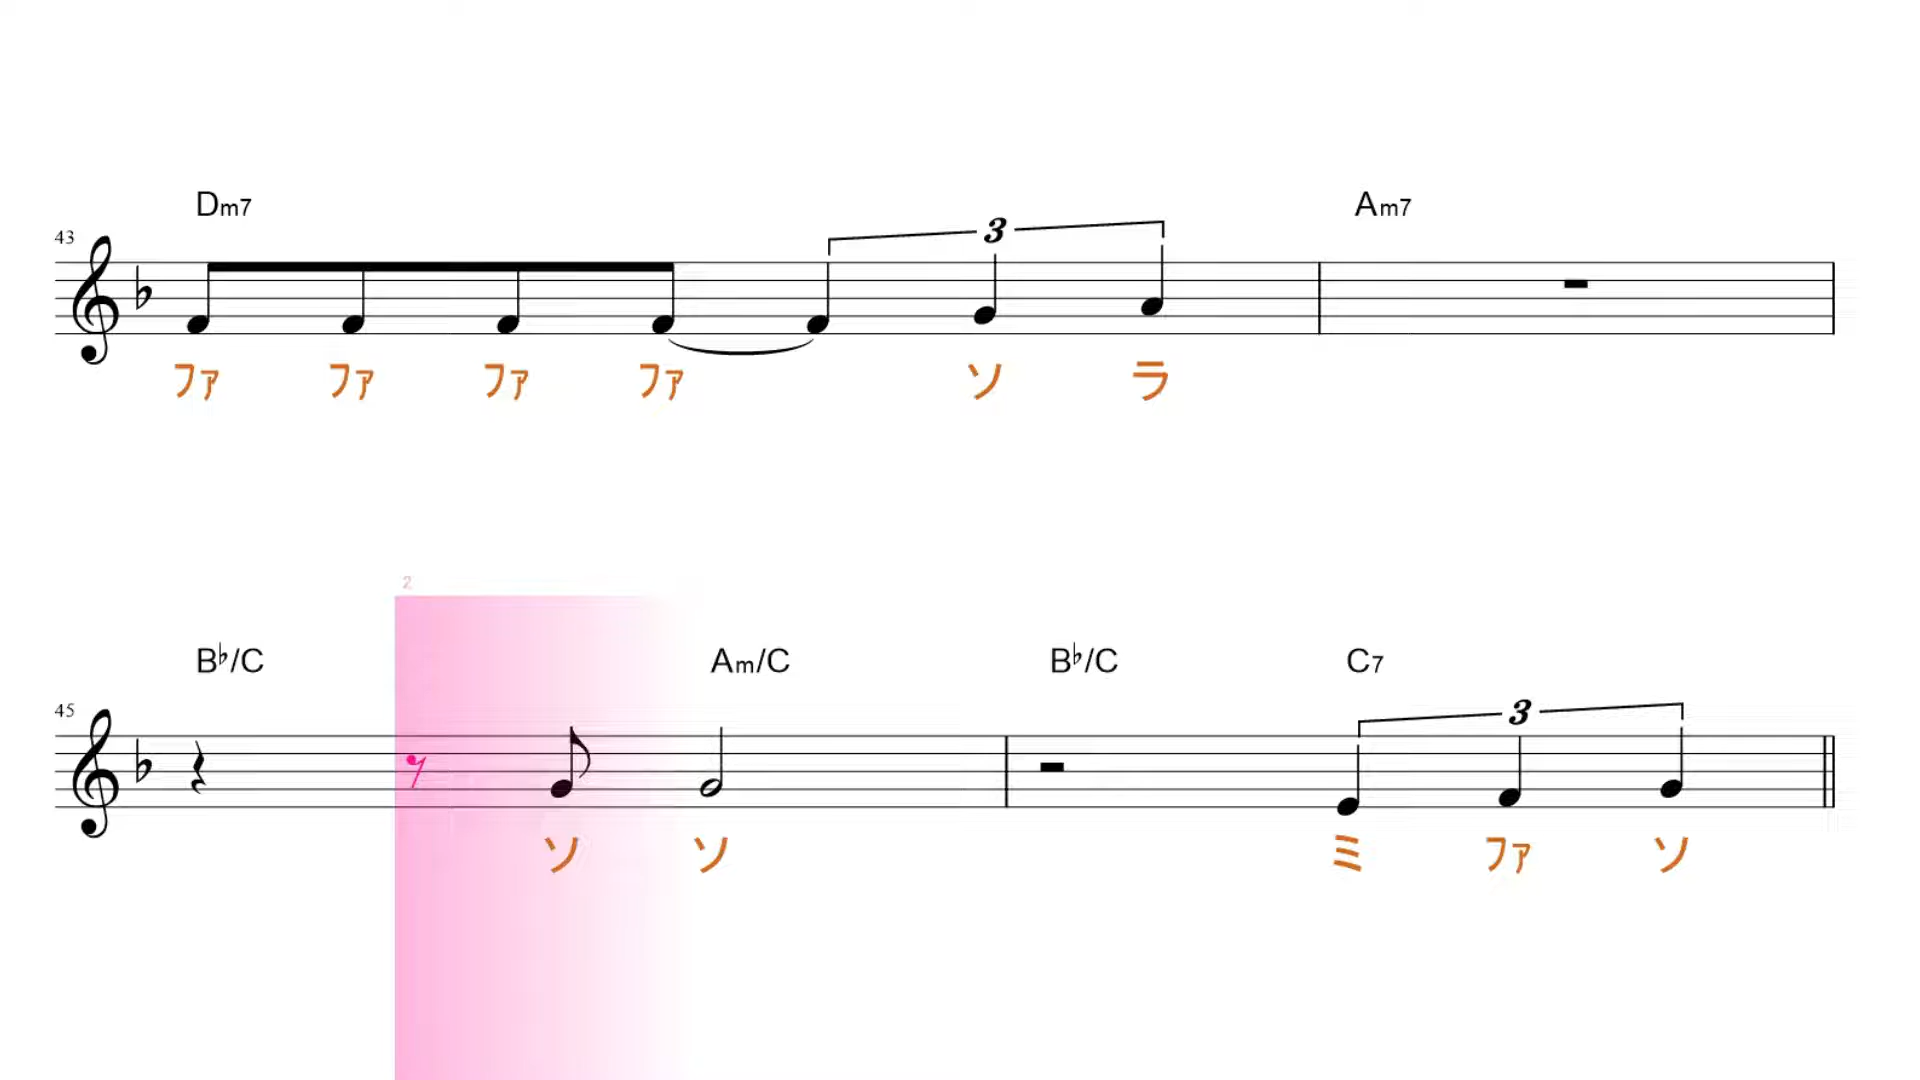 Dm7 Am7
3
43
ﾌｧ ﾌｧ ﾌｧ ﾌｧ ソ ラ
2
B♭/C Am/C B♭/C C7
3
45
ソ ソ ミ ﾌｧ ソ